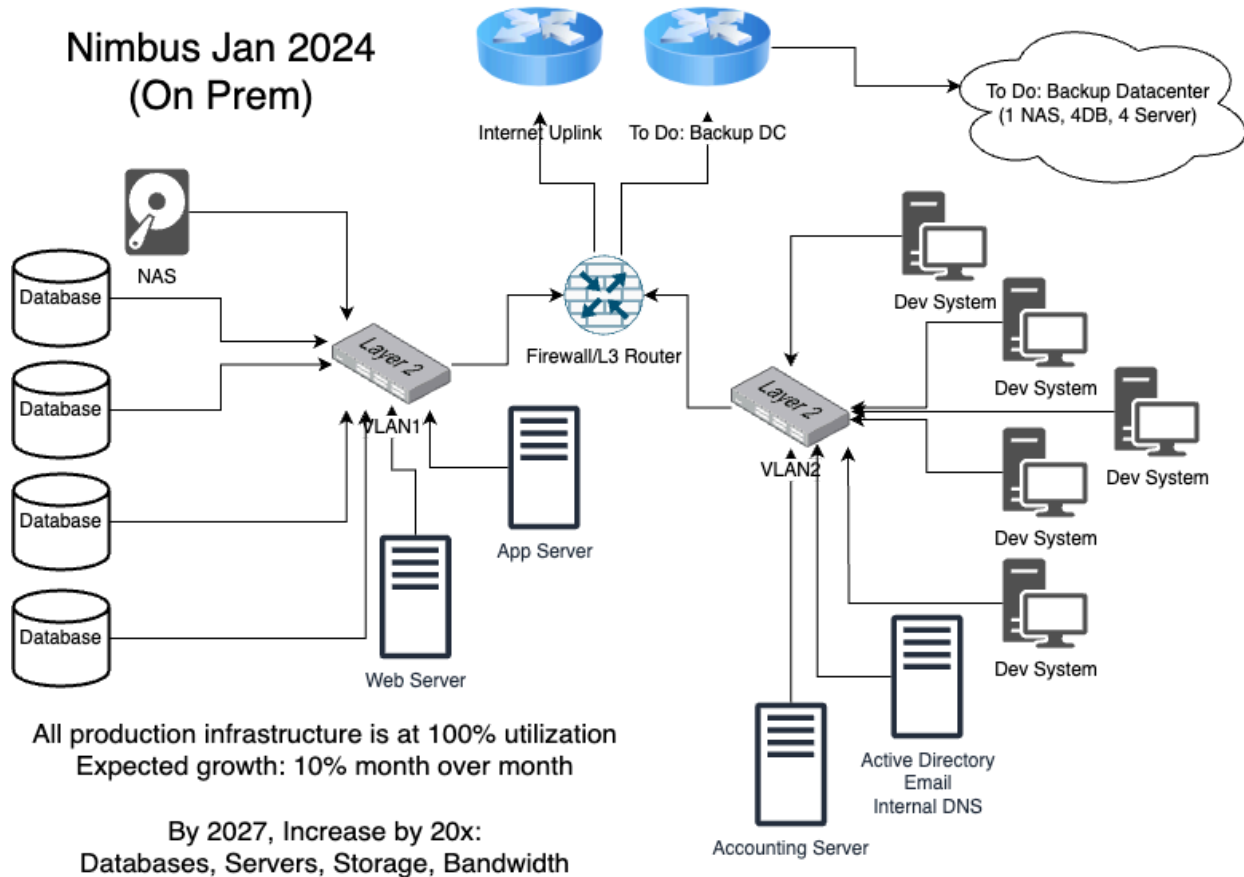 Nimbus Jan 2024
(On Prem)
Internet Uplink
To Do: Backup DC
To Do: Backup Datacenter
(1 NAS, 4DB, 4 Server)
NAS
Database
Database
Database
Database
Layer 2
VLAN1
Firewall/L3 Router
App Server
Web Server
Layer 2
VLAN2
Dev System
Dev System
Dev System
Dev System
Dev System
Active Directory
Email
Internal DNS
Accounting Server
All production infrastructure is at 100% utilization
Expected growth: 10% month over month
By 2027, Increase by 20x:
Databases, Servers, Storage, Bandwidth